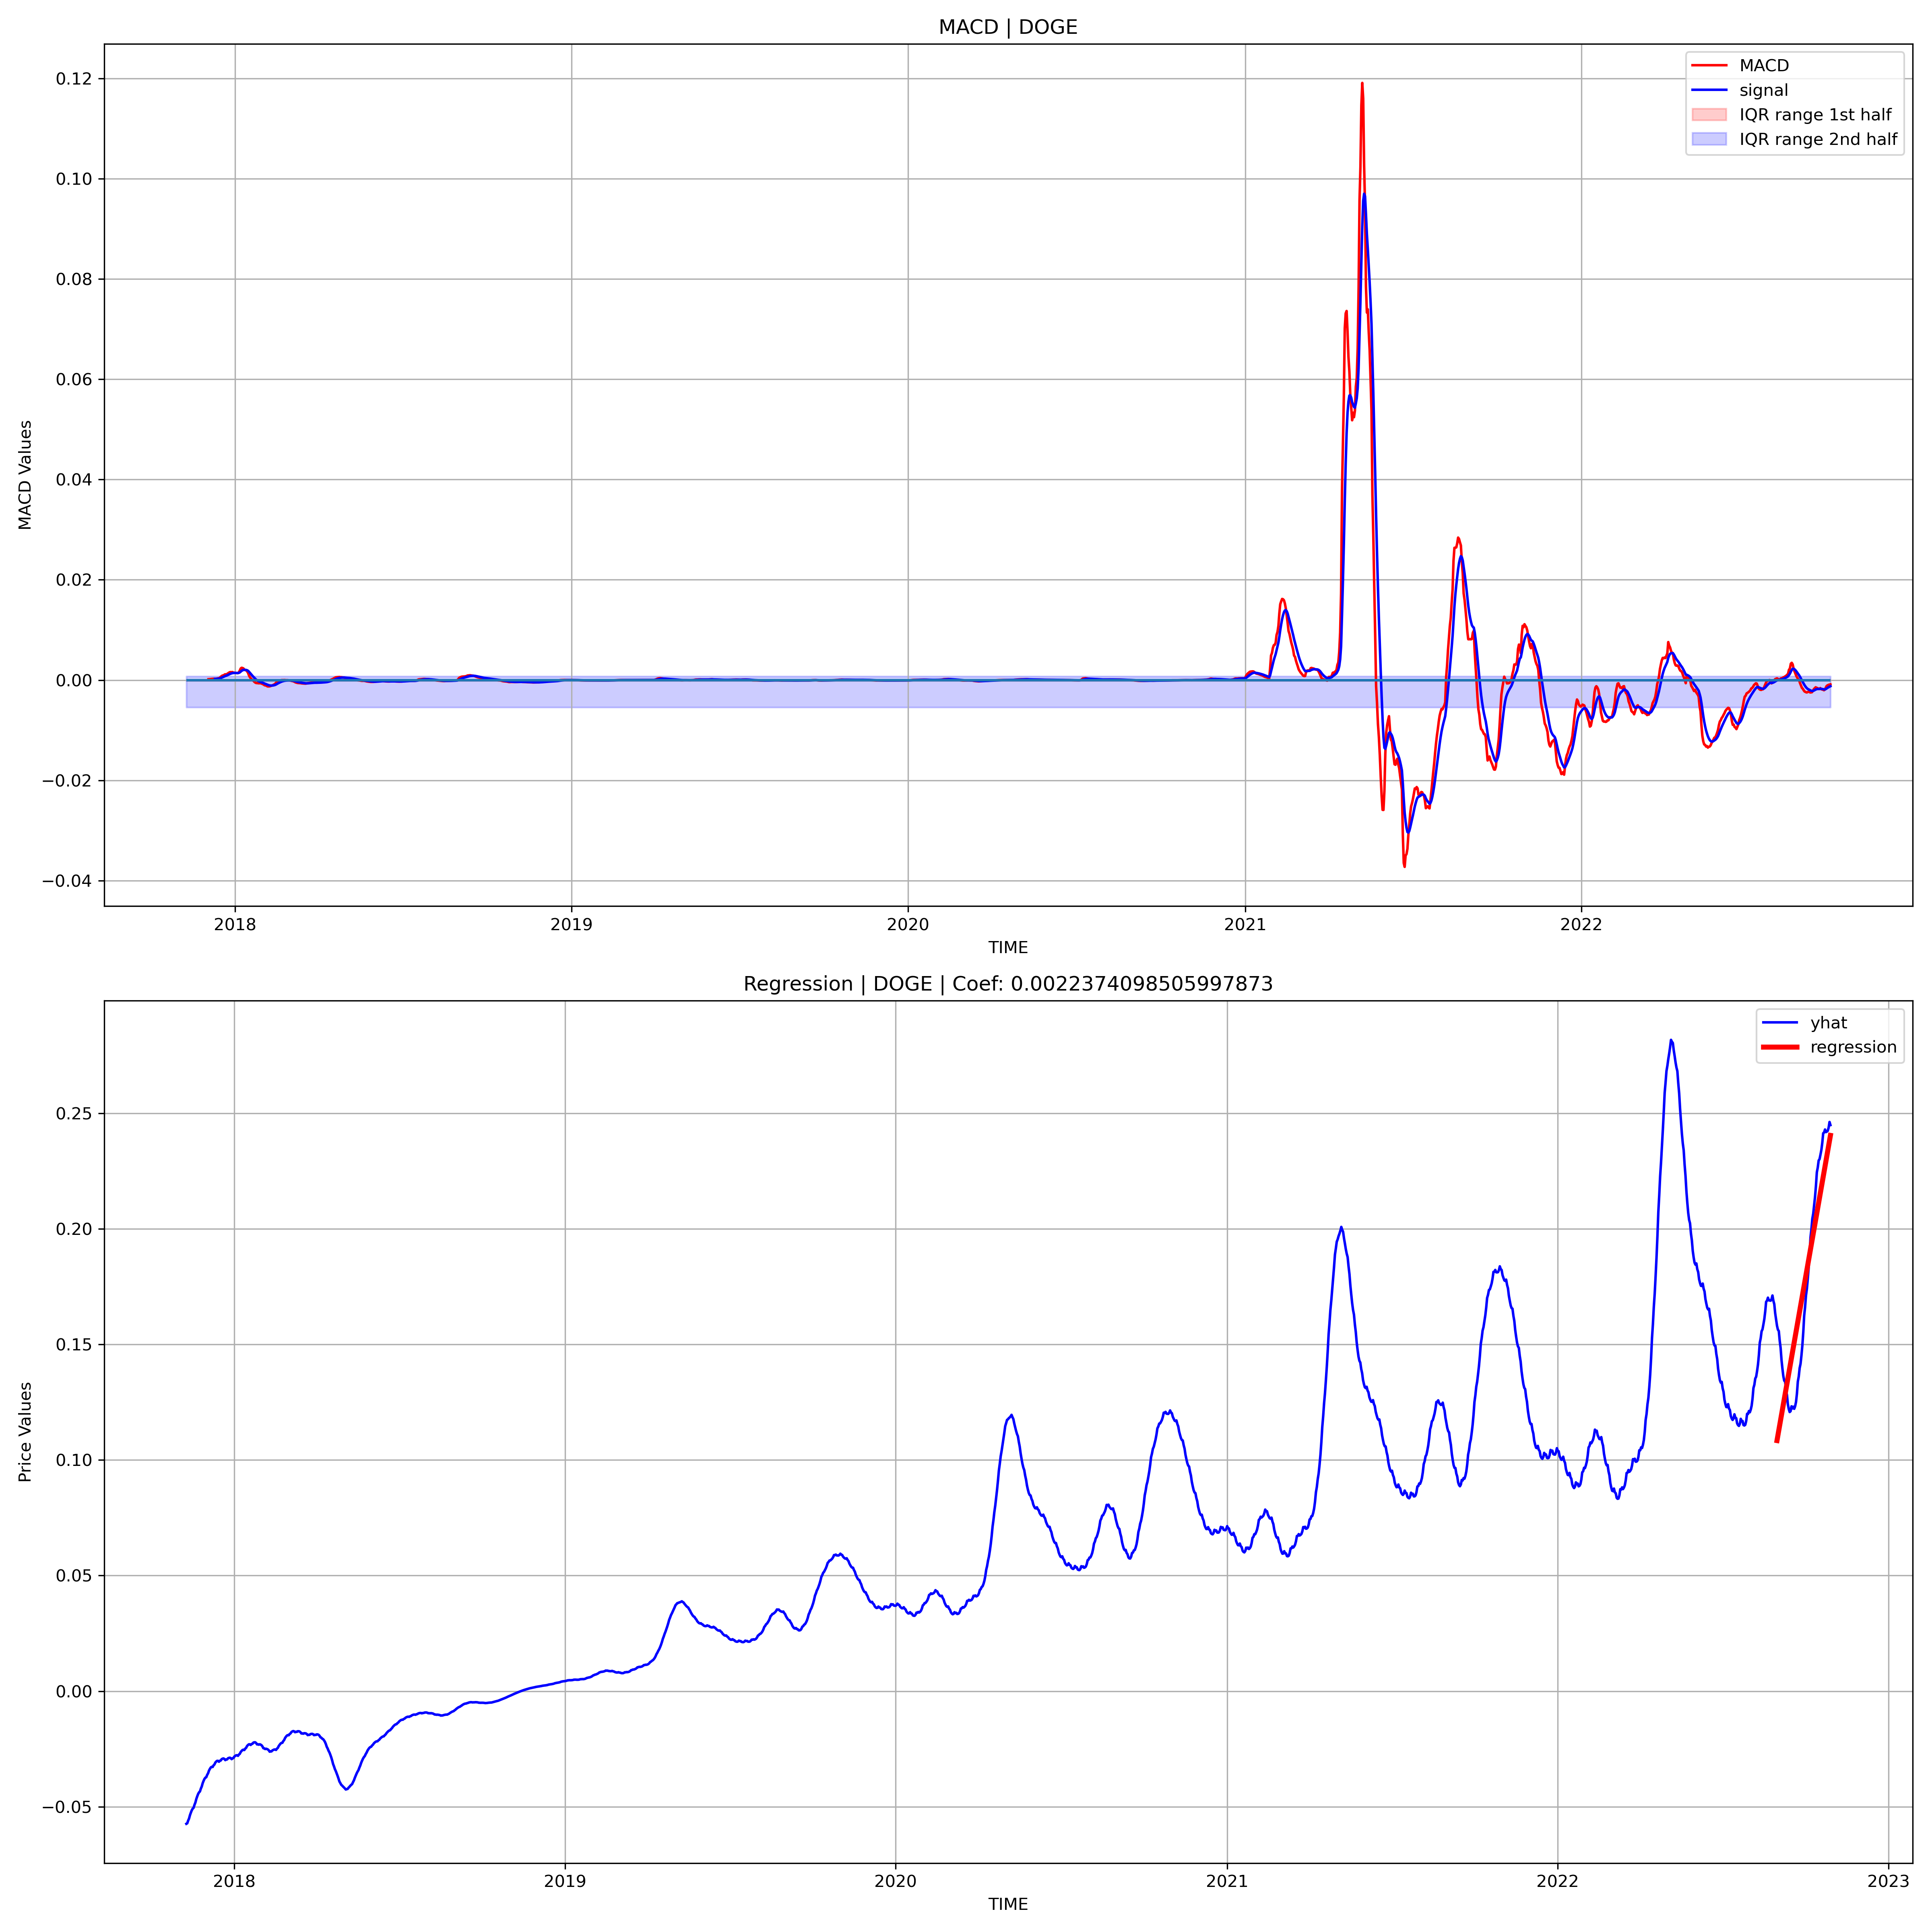 MACD | DOGE
0.12
0.10
0.08
0.06
0.04
0.02
0.00
−0.02
−0.04
MACD Values
MACD
signal
IQR range 1st half
IQR range 2nd half
2018 2019 2020 2021 2022
TIME
Regression | DOGE | Coef: 0.0022374098505997873
0.25
0.20
0.15
0.10
0.05
0.00
−0.05
Price Values
yhat
regression
2018 2019 2020 2021 2022 2023
TIME